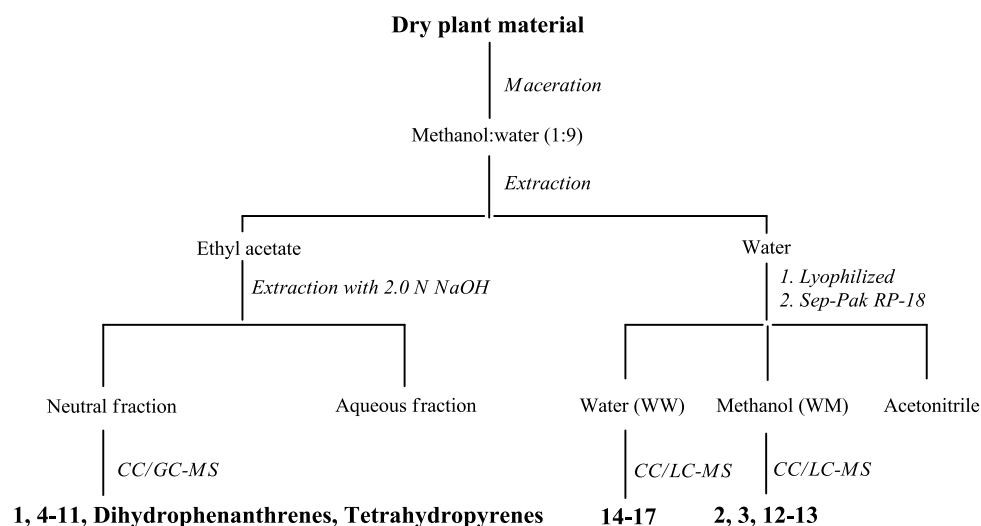 Dry plant material
Maceration
Methanol:water (1:9)
Extraction
Ethyl acetate
Water
Extraction with 2.0 N NaOH
1. Lyophilized
2. Sep-Pak RP-18
Neutral fraction
Aqueous fraction
Water (WW)
Methanol (WM)
Acetonitrile
CC/GC-MS
CC/LC-MS
CC/LC-MS
1, 4-11, Dihydrophenanthrenes, Tetrahydropyrenes
14-17
2, 3, 12-13